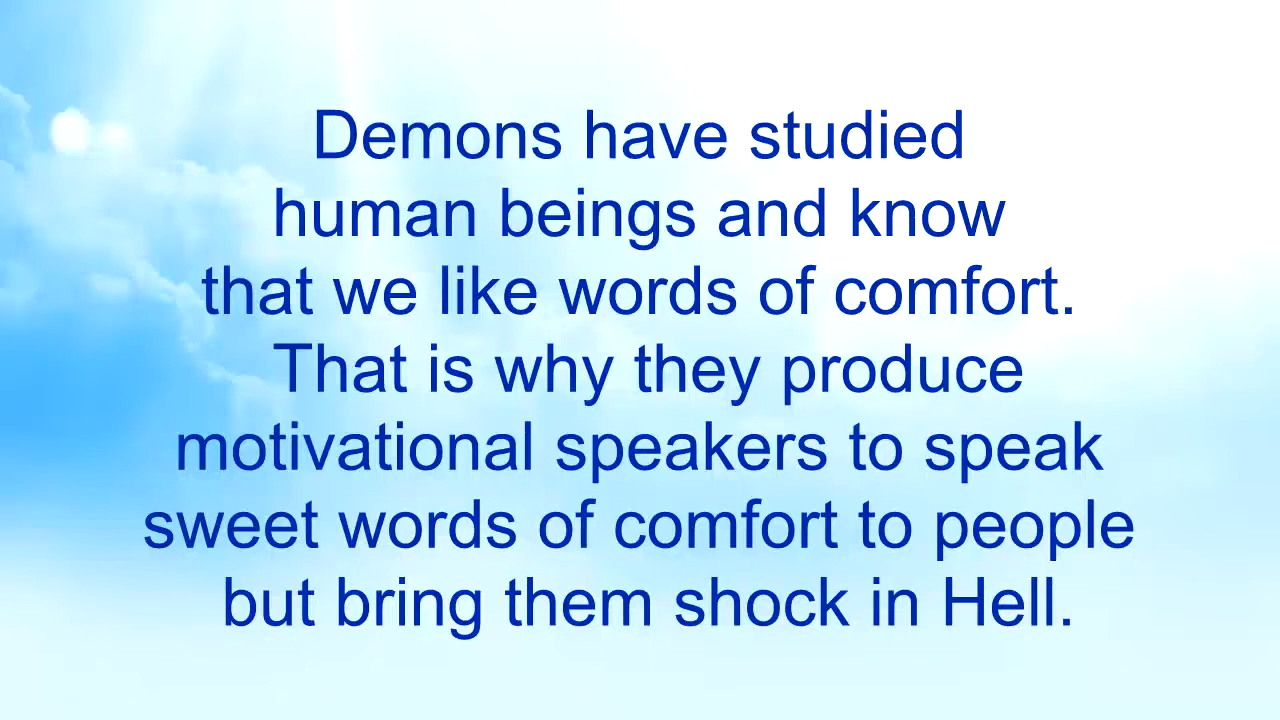 Demons have studied
human beings and know
that we like words of comfort.
That is why they produce
motivational speakers to speak
sweet words of comfort to people
but bring them shock in Hell.